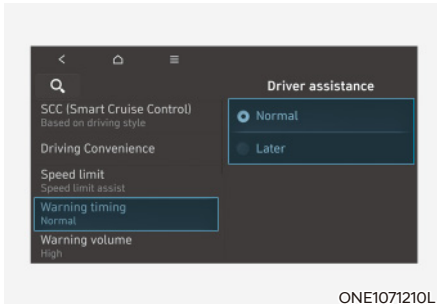 Driver assistance
SCC (Smart Cruise Control)
Based on driving style
Driving Convenience
Speed limit
Speed limit assist
Warning timing
Normal
Warning volume
High
Normal
Later
ONE1071210L